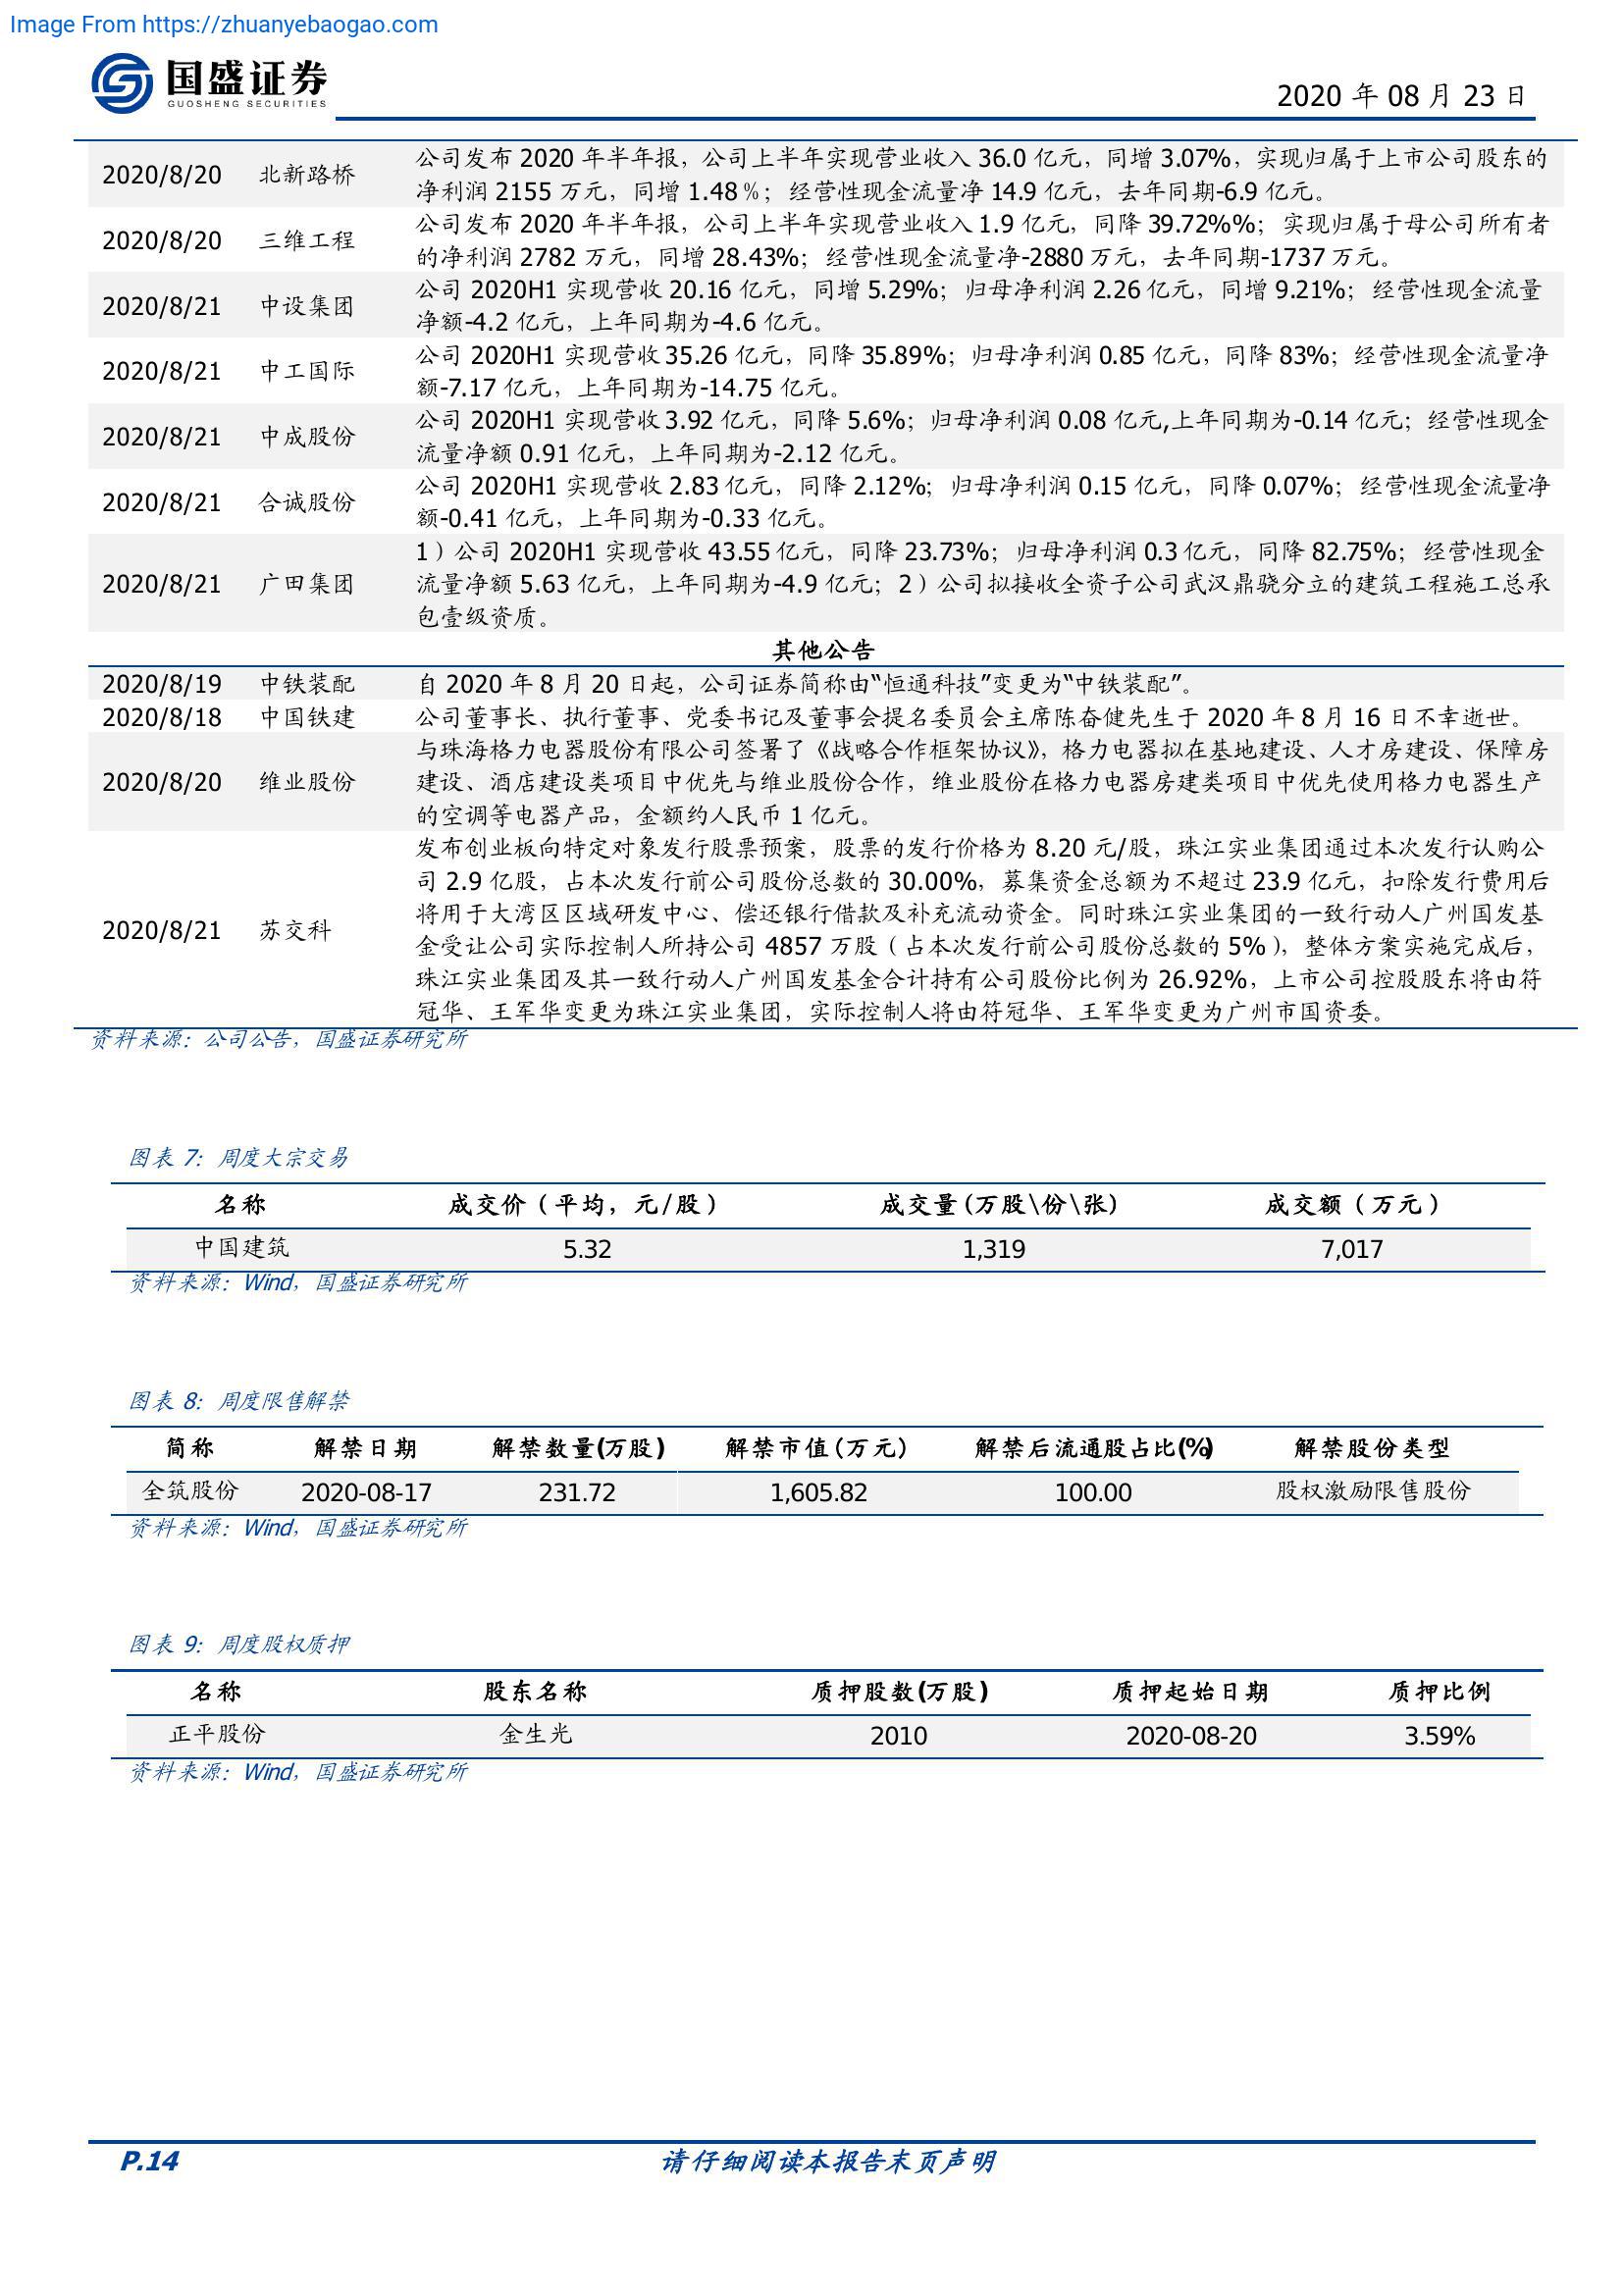 Image From https://zhuanyebaogao.com
国盛证券
GUOSHENG SECURITIES
2020 年 08 月 23 日
2020/8/20 北新路桥 公司发布 2020 年半年报，公司上半年实现营业收入 36.0 亿元，同增 3.07%，实现归属于上市公司股东的
净利润 2155 万元，同增 1.48％；经营性现金流量净 14.9 亿元，去年同期-6.9 亿元。
2020/8/20 三维工程 公司发布 2020 年半年报，公司上半年实现营业收入 1.9 亿元，同降 39.72%%；实现归属于母公司所有者
的净利润 2782 万元，同增 28.43%；经营性现金流量净-2880 万元，去年同期-1737 万元。
2020/8/21 中设集团 公司 2020H1 实现营收 20.16 亿元，同增 5.29%；归母净利润 2.26 亿元，同增 9.21%；经营性现金流量
净额-4.2 亿元，上年同期为-4.6 亿元。
2020/8/21 中工国际 公司 2020H1 实现营收 35.26 亿元，同降 35.89%；归母净利润 0.85 亿元，同降 83%；经营性现金流量净
额-7.17 亿元，上年同期为-14.75 亿元。
2020/8/21 中成股份 公司 2020H1 实现营收 3.92 亿元，同降 5.6%；归母净利润 0.08 亿元,上年同期为-0.14 亿元；经营性现金
流量净额 0.91 亿元，上年同期为-2.12 亿元。
2020/8/21 合诚股份 公司 2020H1 实现营收 2.83 亿元，同降 2.12%；归母净利润 0.15 亿元，同降 0.07%；经营性现金流量净
额-0.41 亿元，上年同期为-0.33 亿元。
2020/8/21 广田集团 1）公司 2020H1 实现营收 43.55 亿元，同降 23.73%；归母净利润 0.3 亿元，同降 82.75%；经营性现金
流量净额 5.63 亿元，上年同期为-4.9 亿元；2）公司拟接收全资子公司武汉鼎骁分立的建筑工程施工总承
包壹级资质。
其他公告
2020/8/19 中铁装配 自 2020 年 8 月 20 日起，公司证券简称由“恒通科技”变更为“中铁装配”。
2020/8/18 中国铁建 公司董事长、执行董事、党委书记及董事会提名委员会主席陈奋健先生于 2020 年 8 月 16 日不幸逝世。
2020/8/20 维业股份 与珠海格力电器股份有限公司签署了《战略合作框架协议》，格力电器拟在基地建设、人才房建设、保障房
建设、酒店建设类项目中优先与维业股份合作，维业股份在格力电器房建类项目中优先使用格力电器生产
的空调等电器产品，金额约人民币 1 亿元。
2020/8/21 苏交科 发布创业板向特定对象发行股票预案，股票的发行价格为 8.20 元/股，珠江实业集团通过本次发行认购公
司 2.9 亿股，占本次发行前公司股份总数的 30.00%，募集资金总额为不超过 23.9 亿元，扣除发行费用后
将用于大湾区区域研发中心、偿还银行借款及补充流动资金。同时珠江实业集团的一致行动人广州国发基
金受让公司实际控制人所持公司 4857 万股（占本次发行前公司股份总数的 5%），整体方案实施完成后，
珠江实业集团及其一致行动人广州国发基金合计持有公司股份比例为 26.92%，上市公司控股股东将由符
冠华、王军华变更为珠江实业集团，实际控制人将由符冠华、王军华变更为广州市国资委。
资料来源：公司公告，国盛证券研究所
图表 7：周度大宗交易
名称 成交价（平均，元/股） 成交量(万股\份\张) 成交额（万元）
中国建筑 5.32 1,319 7,017
资料来源：Wind，国盛证券研究所
图表 8：周度限售解禁
简称 解禁日期 解禁数量(万股) 解禁市值(万元) 解禁后流通股占比(%) 解禁股份类型
全筑股份 2020-08-17 231.72 1,605.82 100.00 股权激励限售股份
资料来源：Wind，国盛证券研究所
图表 9：周度股权质押
名称 股东名称 质押股数(万股) 质押起始日期 质押比例
正平股份 金生光 2010 2020-08-20 3.59%
资料来源：Wind，国盛证券研究所
P.14 请仔细阅读本报告末页声明